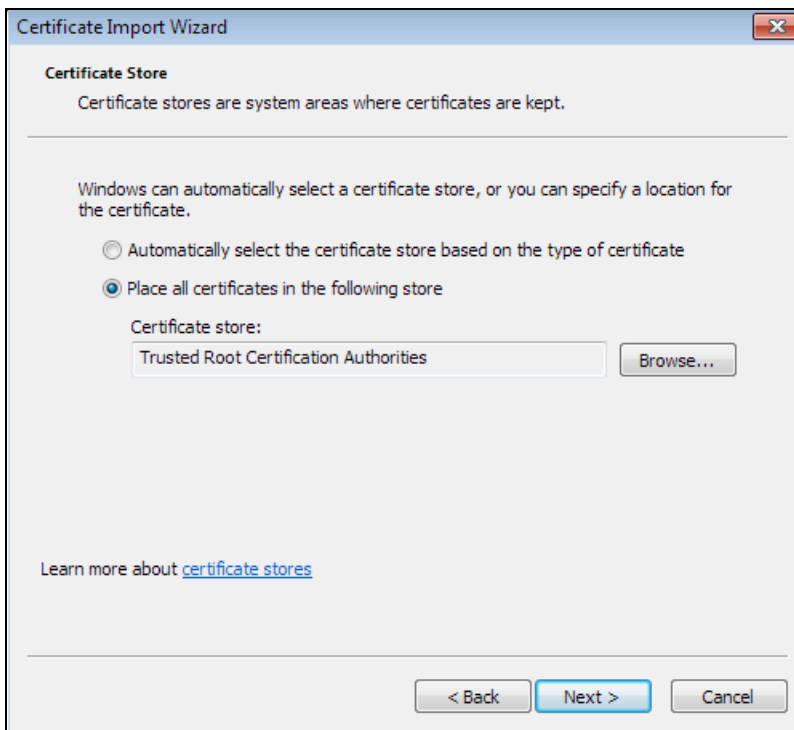 Certificate Import Wizard
Certificate Store
Certificate stores are system areas where certificates are kept.
Windows can automatically select a certificate store, or you can specify a location for
the certificate.
Automatically select the certificate store based on the type of certificate
Place all certificates in the following store
Certificate store:
Trusted Root Certification Authorities
Browse...
Learn more about certificate stores
< Back
Next >
Cancel